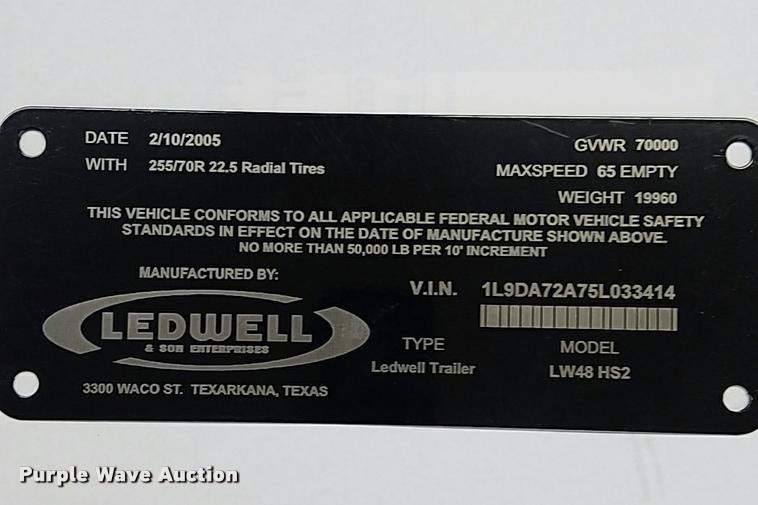 DATE 2/10/2005 GVWR 70000
WITH 255/70R 22.5 Radial Tires MAXSPEED 65 EMPTY
WEIGHT 19960
THIS VEHICLE CONFORMS TO ALL APPLICABLE FEDERAL MOTOR VEHICLE SAFETY
STANDARDS IN EFFECT ON THE DATE OF MANUFACTURE SHOWN ABOVE.
NO MORE THAN 50,000 LB PER 10' INCREMENT
MANUFACTURED BY:
V.I.N. 1L9DA72A75L033414
LEDWELL
& SON ENTERPRISES
TYPE MODEL
Ledwell Trailer LW48 HS2
3300 WACO ST. TEXARKANA, TEXAS
Purple Wave Auction